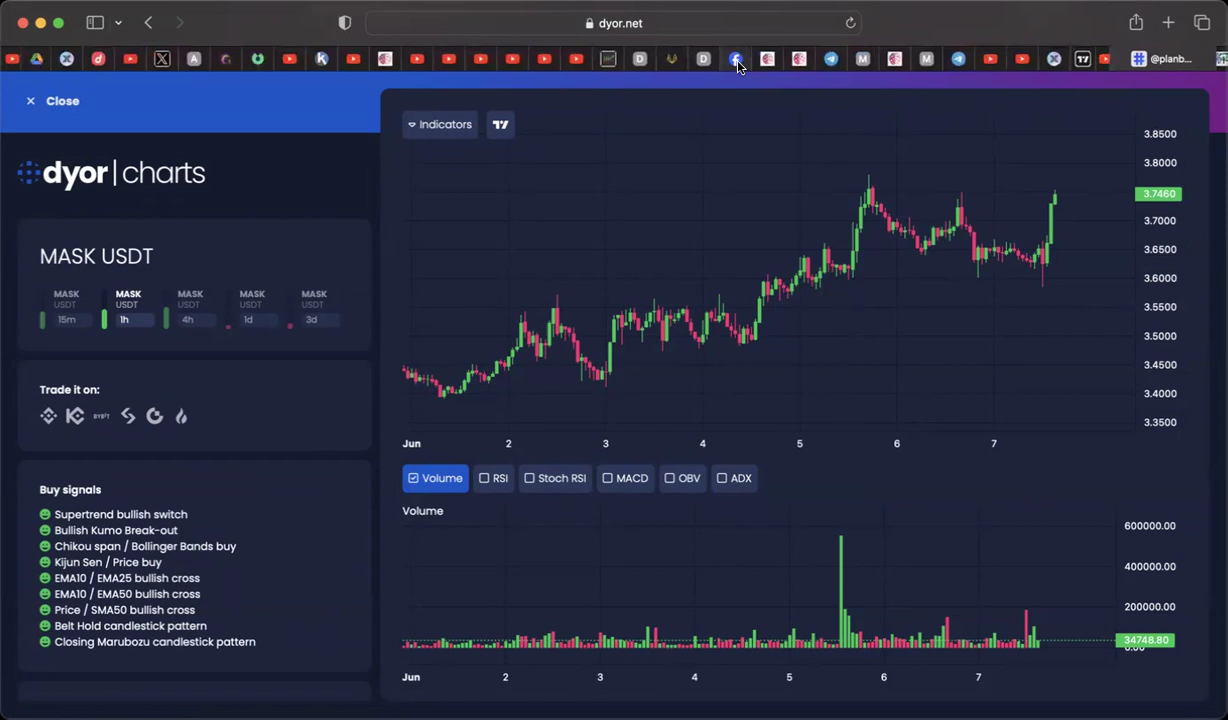 dyor.net
@planb...
Close
dyor | charts
MASK USDT
MASK MASK MASK MASK MASK
USDT USDT USDT USDT USDT
15m 1h 4h 1d 3d
Trade it on:
BYBIT
Buy signals
Supertrend bullish switch
Bullish Kumo Break-out
Chikou span / Bollinger Bands buy
Kijun Sen / Price buy
EMA10 / EMA25 bullish cross
EMA10 / EMA50 bullish cross
Price / SMA50 bullish cross
Belt Hold candlestick pattern
Closing Marubozu candlestick pattern
Indicators
3.8500
3.8000
3.7460
3.7000
3.6500
3.6000
3.5500
3.5000
3.4500
3.4000
3.3500
Jun 2 3 4 5 6 7
Volume RSI Stoch RSI MACD OBV ADX
Volume
600000.00
400000.00
200000.00
34748.80
0.00
Jun 2 3 4 5 6 7